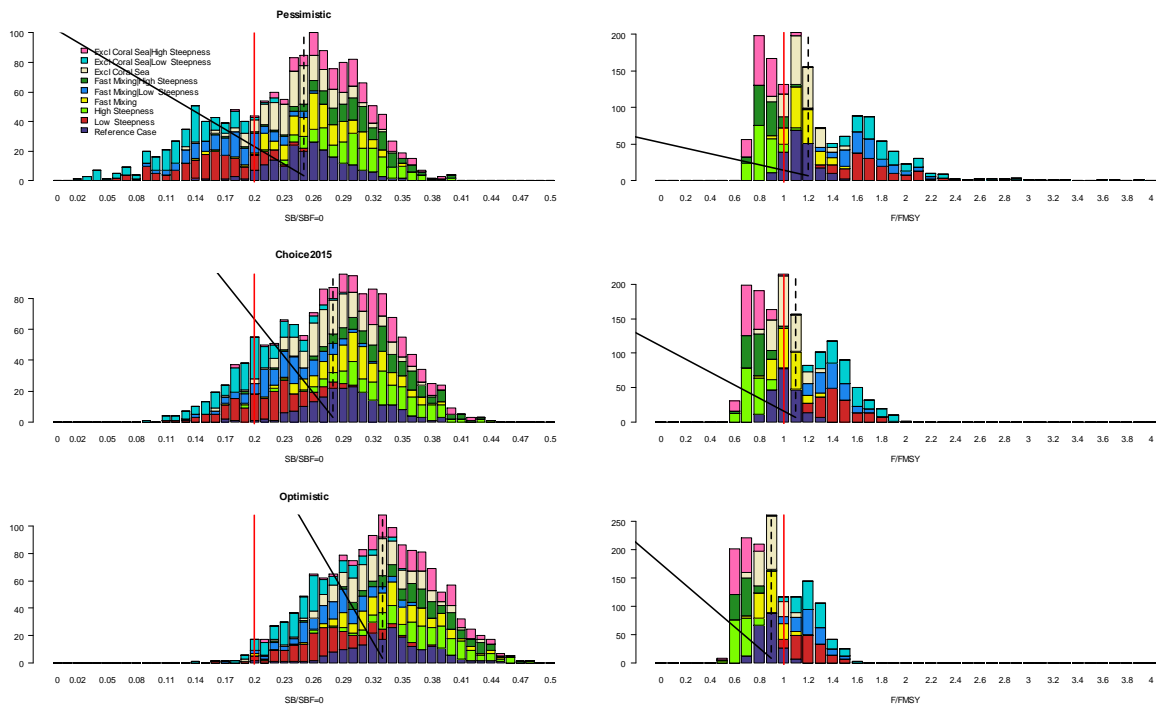 Pessimistic
100
80
60
40
20
0
Excl Coral Sea|High Steepness
Excl Coral Sea|Low Steepness
Excl Coral Sea
Fast Mixing|High Steepness
Fast Mixing|Low Steepness
Fast Mixing
High Steepness
Low Steepness
Reference Case
0 0.02 0.05 0.08 0.11 0.14 0.17 0.2 0.23 0.26 0.29 0.32 0.35 0.38 0.41 0.44 0.47 0.5
SB/SBF=0
200
150
100
50
0
0 0.2 0.4 0.6 0.8 1 1.2 1.4 1.6 1.8 2 2.2 2.4 2.6 2.8 3 3.2 3.4 3.6 3.8 4
F/FMSY
Choice2015
80
60
40
20
0
0 0.02 0.05 0.08 0.11 0.14 0.17 0.2 0.23 0.26 0.29 0.32 0.35 0.38 0.41 0.44 0.47 0.5
SB/SBF=0
200
150
100
50
0
0 0.2 0.4 0.6 0.8 1 1.2 1.4 1.6 1.8 2 2.2 2.4 2.6 2.8 3 3.2 3.4 3.6 3.8 4
F/FMSY
Optimistic
100
80
60
40
20
0
0 0.02 0.05 0.08 0.11 0.14 0.17 0.2 0.23 0.26 0.29 0.32 0.35 0.38 0.41 0.44 0.47 0.5
SB/SBF=0
250
200
150
100
50
0
0 0.2 0.4 0.6 0.8 1 1.2 1.4 1.6 1.8 2 2.2 2.4 2.6 2.8 3 3.2 3.4 3.6 3.8 4
F/FMSY